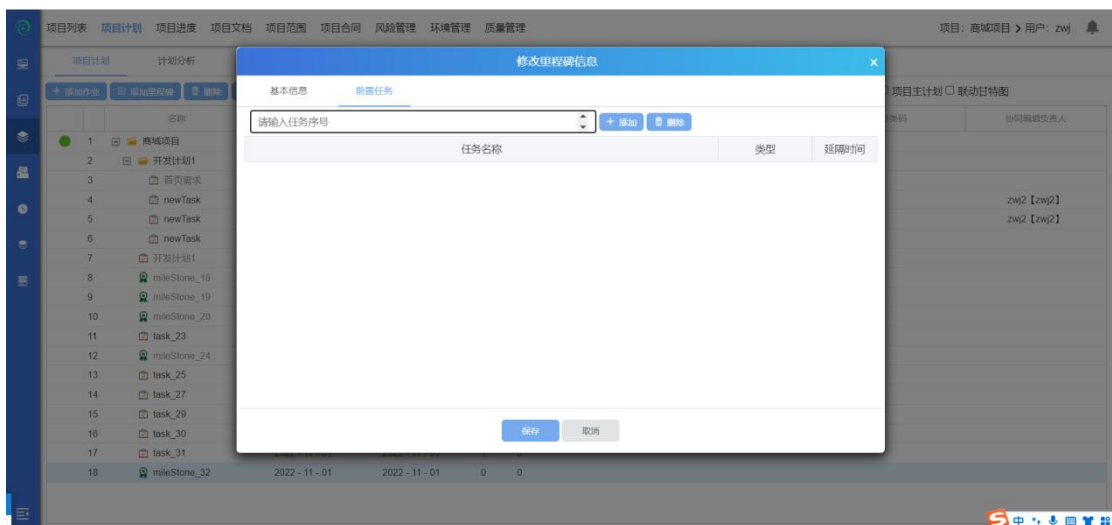 项目列表 项目计划 项目进度 项目文档 项目范围 项目合同 风险管理 环境管理 质量管理 项目：商城项目 > 用户：zwj
项目计划 计划分析
修改里程碑信息 ×
+ 添加作业 添加里程碑 删除
项目主计划 联动甘特图
基本信息 前置任务
请输入任务序号 + 添加 删除
名称 协同编辑负责人
任务名称 类型 延隔时间
1 商城项目
2 开发计划1
3 首页需求
4 newTask zwj2【zwj2】
5 newTask zwj2【zwj2】
6 newTask
7 开发计划1
8 mileStone_18
9 mileStone_19
10 mileStone_20
11 task_23
12 mileStone_24
13 task_25
14 task_27
15 task_29
16 task_30
保存 取消
17 task_31
18 mileStone_32 2022 - 11 - 01 2022 - 11 - 01 0 0
中